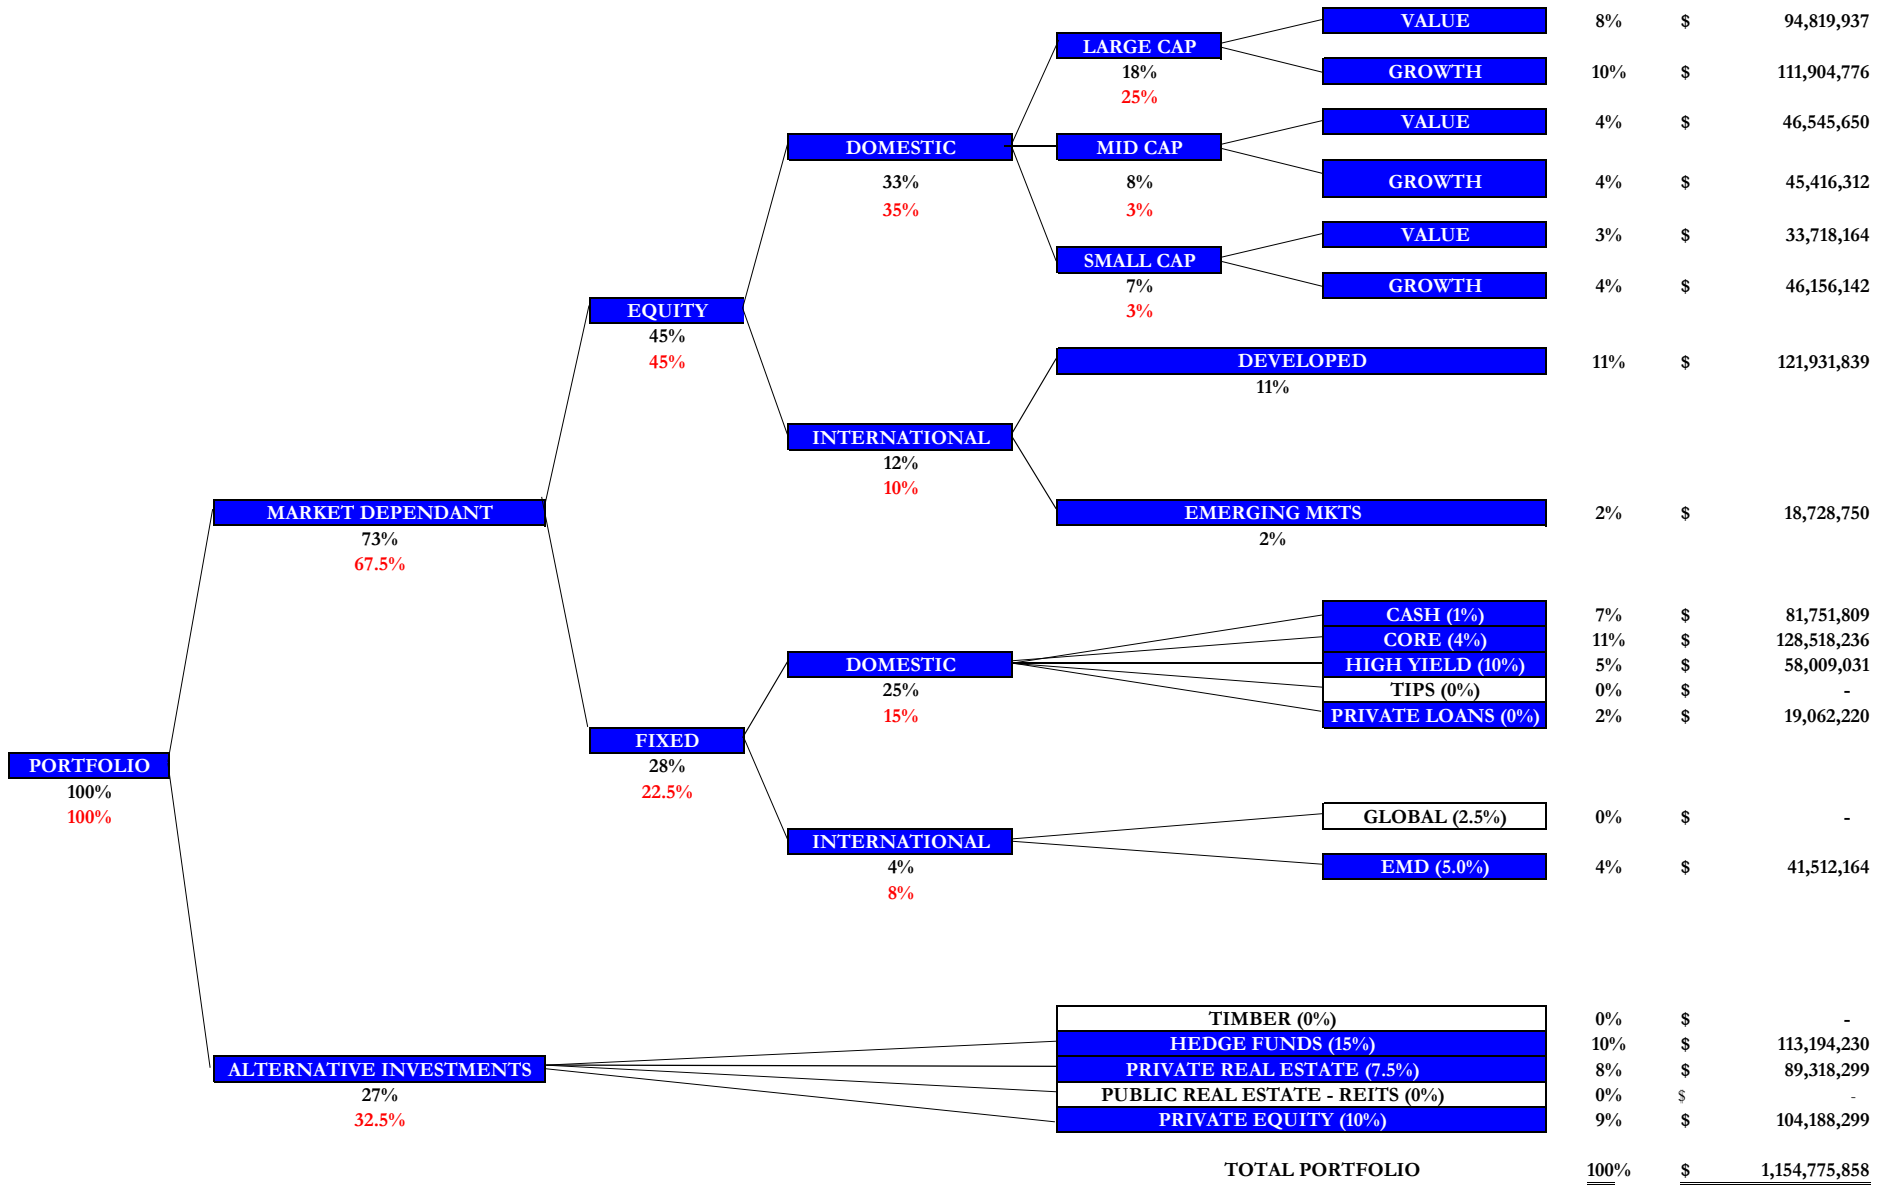 VALUE 8% $ 94,819,937
LARGE CAP
18%
GROWTH 10% $ 111,904,776
25%
VALUE 4% $ 46,545,650
DOMESTIC MID CAP
33% 8% GROWTH 4% $ 45,416,312
35% 3%
VALUE 3% $ 33,718,164
SMALL CAP
7% GROWTH 4% $ 46,156,142
EQUITY 3%
45%
45% DEVELOPED 11% $ 121,931,839
11%
INTERNATIONAL
12%
10%
MARKET DEPENDANT EMERGING MKTS 2% $ 18,728,750
73% 2%
67.5%
CASH (1%) 7% $ 81,751,809
CORE (4%) 11% $ 128,518,236
DOMESTIC HIGH YIELD (10%) 5% $ 58,009,031
25% TIPS (0%) 0% $ -
15% PRIVATE LOANS (0%) 2% $ 19,062,220
FIXED
PORTFOLIO 28%
100% 22.5%
100% GLOBAL (2.5%) 0% $ -
INTERNATIONAL
4% EMD (5.0%) 4% $ 41,512,164
8%
TIMBER (0%) 0% $ -
HEDGE FUNDS (15%) 10% $ 113,194,230
ALTERNATIVE INVESTMENTS PRIVATE REAL ESTATE (7.5%) 8% $ 89,318,299
27% PUBLIC REAL ESTATE - REITS (0%) 0% $ -
32.5% PRIVATE EQUITY (10%) 9% $ 104,188,299
TOTAL PORTFOLIO 100% $ 1,154,775,858